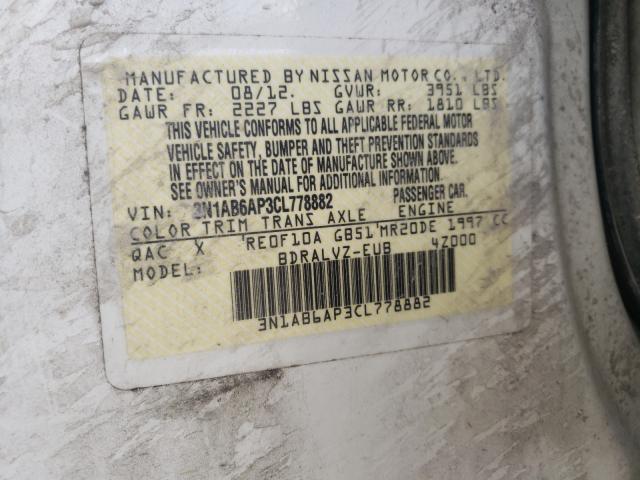 MANUFACTURED BY NISSAN MOTOR CO., LTD.
DATE: 08/12. GVWR: 3951 LBS
GAWR FR: 2227 LBS GAWR RR: 1810 LBS
THIS VEHICLE CONFORMS TO ALL APPLICABLE FEDERAL MOTOR
VEHICLE SAFETY, BUMPER AND THEFT PREVENTION STANDARDS
IN EFFECT ON THE DATE OF MANUFACTURE SHOWN ABOVE.
SEE OWNER'S MANUAL FOR ADDITIONAL INFORMATION.
VIN: 3N1AB6AP3CL778882 PASSENGER CAR.
COLOR TRIM TRANS AXLE ENGINE
QAC X RE0F10A GB51 MR20DE 1997 CC
MODEL: BDRALVZ-EUB 4Z000
3N1AB6AP3CL778882